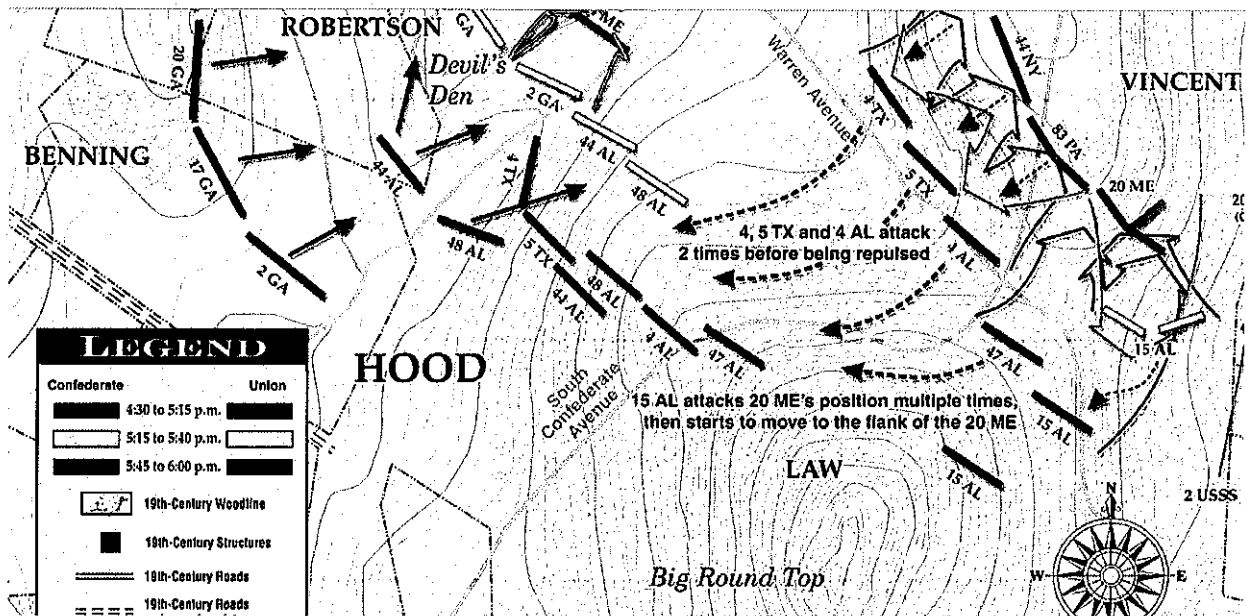 ROBERTSON
GA
ME
20 GA
Devil's
Den
2 GA
Warren Avenue
44 NY
VINCENT
4 TX
83 PA
BENNING
17 GA
44 AL
4 TX
44 AL
48 AL
5 TX
20 ME
20
4, 5 TX and 4 AL attack
2 times before being repulsed
4 AL
48 AL
5 TX
2 GA
48 AL
44 AL
4 AL
47 AL
47 AL
15 AL
LEGEND
Confederate
Union
4:30 to 5:15 p.m.
5:15 to 5:40 p.m.
5:45 to 6:00 p.m.
19th-Century Woodline
19th-Century Structures
19th-Century Roads
19th-Century Roads
HOOD
South
Confederate
Avenue
15 AL attacks 20 ME's position multiple times,
then starts to move to the flank of the 20 ME
15 AL
LAW
15 AL
2 USSS
N
W
E
Big Round Top